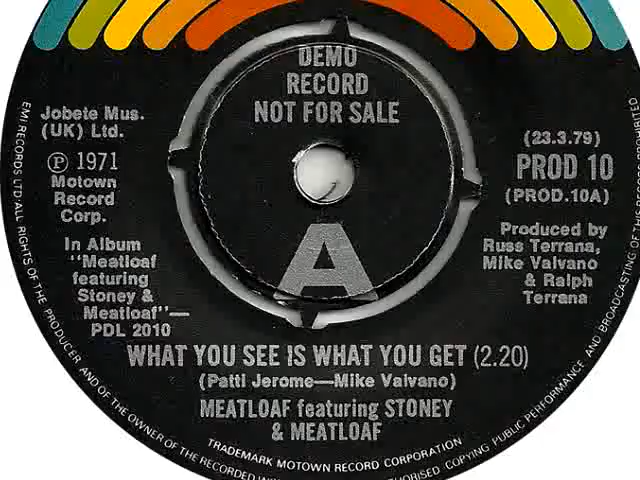 DEMO
RECORD
NOT FOR SALE
Jobete Mus.
(UK) Ltd.
Ⓟ 1971
Motown
Record
Corp.
In Album
"Meatloaf
featuring
Stoney &
Meatloaf"—
PDL 2010
(23.3.79)
PROD 10
(PROD.10A)
Produced by
Russ Terrana,
Mike Valvano
& Ralph
Terrana
A
WHAT YOU SEE IS WHAT YOU GET (2.20)
(Patti Jerome—Mike Valvano)
MEATLOAF featuring STONEY
& MEATLOAF
TRADEMARK MOTOWN RECORD CORPORATION
EMI RECORDS LTD ALL RIGHTS OF THE PRODUCER AND OF THE OWNER OF THE RECORDED
COPYING PUBLIC PERFORMANCE AND BROADCASTING OF THE